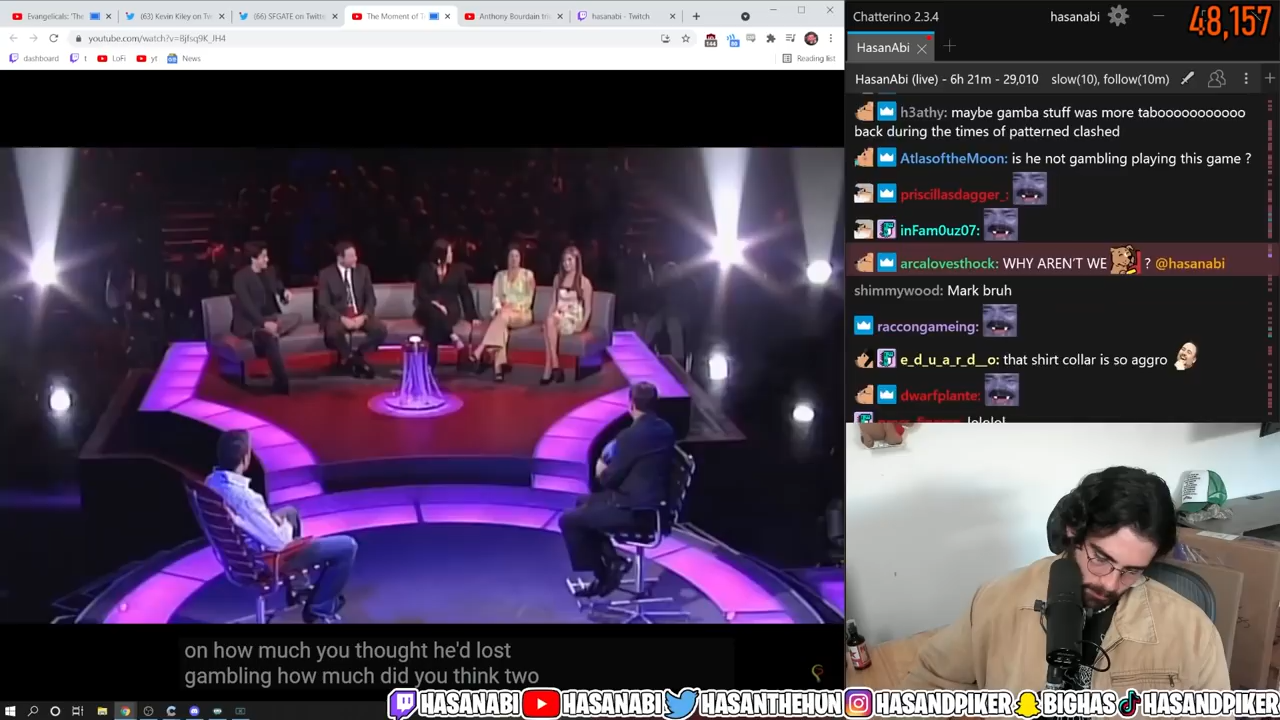 Evangelicals: 'The
(63) Kevin Kiley on Tw
(66) SFGATE on Twitte
The Moment of T
Anthony Bourdain tri
hasanabi - Twitch
youtube.com/watch?v=8jfsq9K_JH4
144
dashboard
t
LoFi
yt
News
Reading list
on how much you thought he'd lost
gambling how much did you think two
Chatterino 2.3.4
hasanabi
48,157
HasanAbi
HasanAbi (live) - 6h 21m - 29,010
slow(10), follow(10m)
h3athy: maybe gamba stuff was more tabooooooooooo
back during the times of patterned clashed
AtlasoftheMoon: is he not gambling playing this game ?
priscillasdagger_:
inFam0uz07:
arcalovesthock: WHY AREN'T WE ? @hasanabi
shimmywood: Mark bruh
raccongameing:
e_d_u_a_r_d__o: that shirt collar is so aggro
dwarfplante:
HASANABI HASANABI HASANTHEHUN HASANDPIKER BIGHAS HASANDPIKER